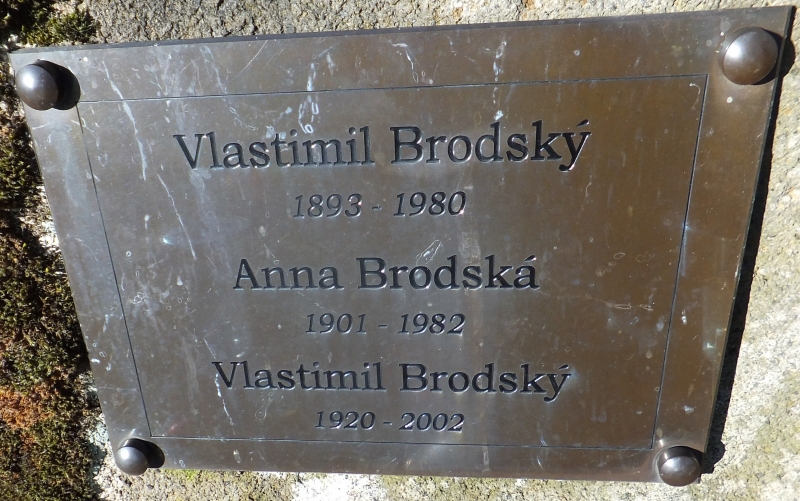 Vlastimil Brodský
1893 - 1980
Anna Brodská
1901 - 1982
Vlastimil Brodský
1920 - 2002